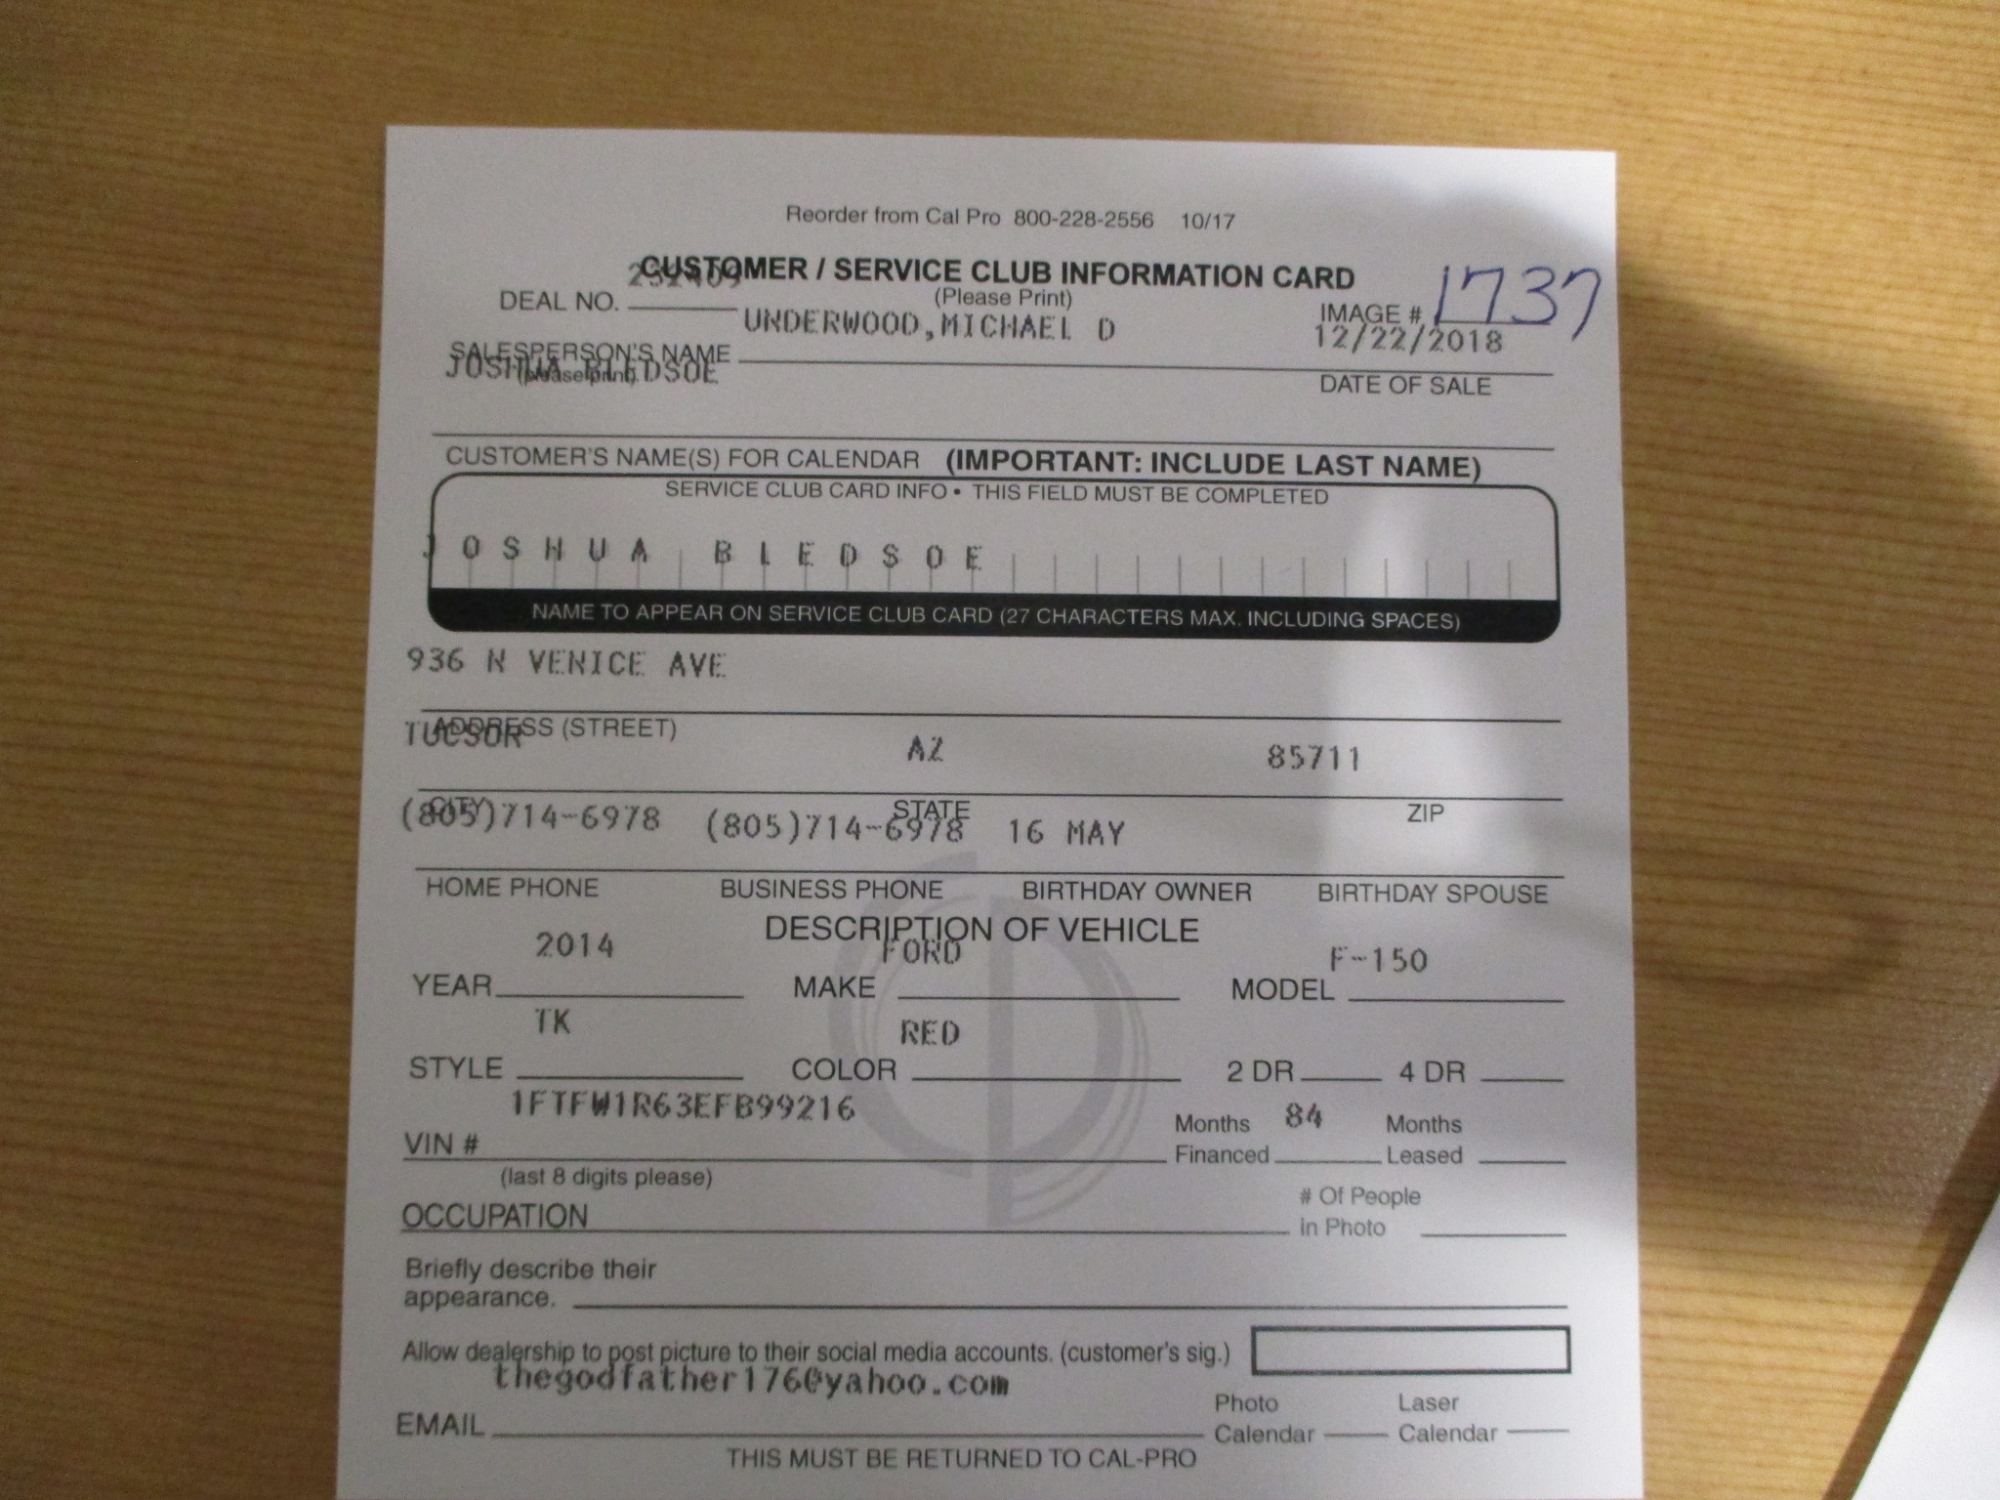 Reorder from Cal Pro 800-228-2556 10/17
CUSTOMER / SERVICE CLUB INFORMATION CARD
(Please Print)
DEAL NO.
IMAGE # 1737
UNDERWOOD,MICHAEL D
12/22/2018
SALESPERSON'S NAME
(please print)
JOSHUA BLEDSOE
DATE OF SALE
CUSTOMER'S NAME(S) FOR CALENDAR (IMPORTANT: INCLUDE LAST NAME)
SERVICE CLUB CARD INFO • THIS FIELD MUST BE COMPLETED
JOSHUA BLEDSOE
NAME TO APPEAR ON SERVICE CLUB CARD (27 CHARACTERS MAX. INCLUDING SPACES)
936 N VENICE AVE
ADDRESS (STREET)
TUCSON AZ 85711
CITY STATE ZIP
(805)714-6978 (805)714-6978 16 MAY
HOME PHONE BUSINESS PHONE BIRTHDAY OWNER BIRTHDAY SPOUSE
DESCRIPTION OF VEHICLE
2014 FORD F-150
YEAR MAKE MODEL
TK RED
STYLE COLOR 2 DR 4 DR
1FTFW1R63EFB99216
VIN #
(last 8 digits please)
Months Financed 84 Months Leased
OCCUPATION
# Of People in Photo
Briefly describe their
appearance.
Allow dealership to post picture to their social media accounts. (customer's sig.)
thegodfather176@yahoo.com
EMAIL
Photo Calendar Laser Calendar
THIS MUST BE RETURNED TO CAL-PRO